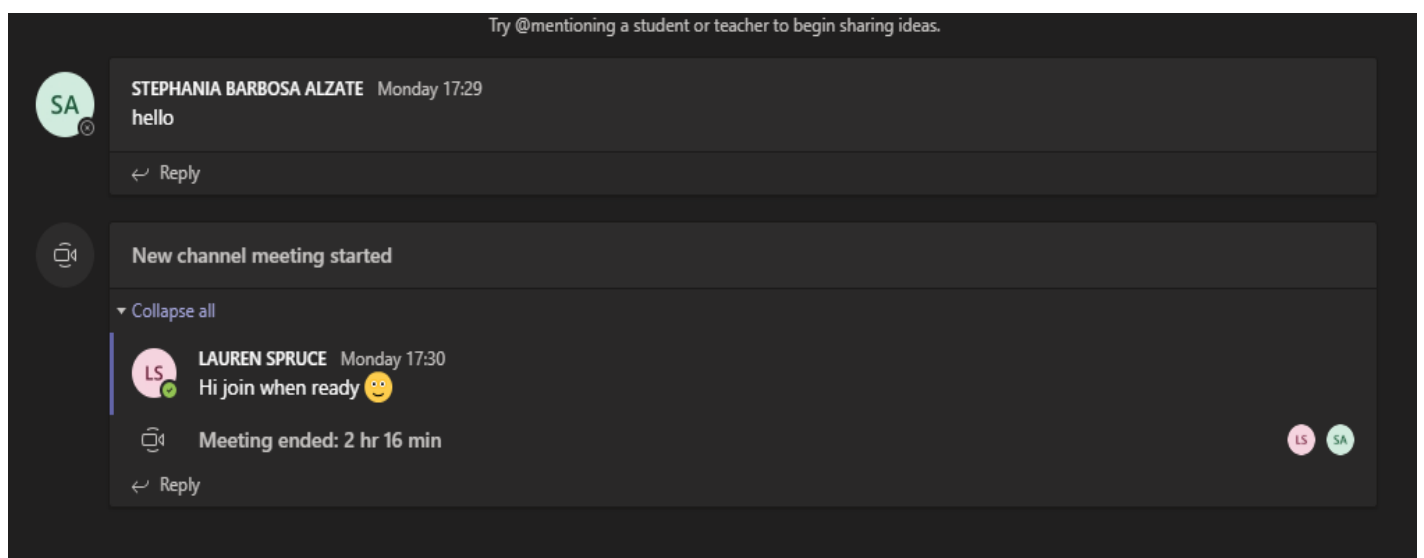 Try @mentioning a student or teacher to begin sharing ideas.
SA
STEPHANIA BARBOSA ALZATE Monday 17:29
hello
Reply
New channel meeting started
Collapse all
LS
LAUREN SPRUCE Monday 17:30
Hi join when ready 🙂
Meeting ended: 2 hr 16 min
LS SA
Reply